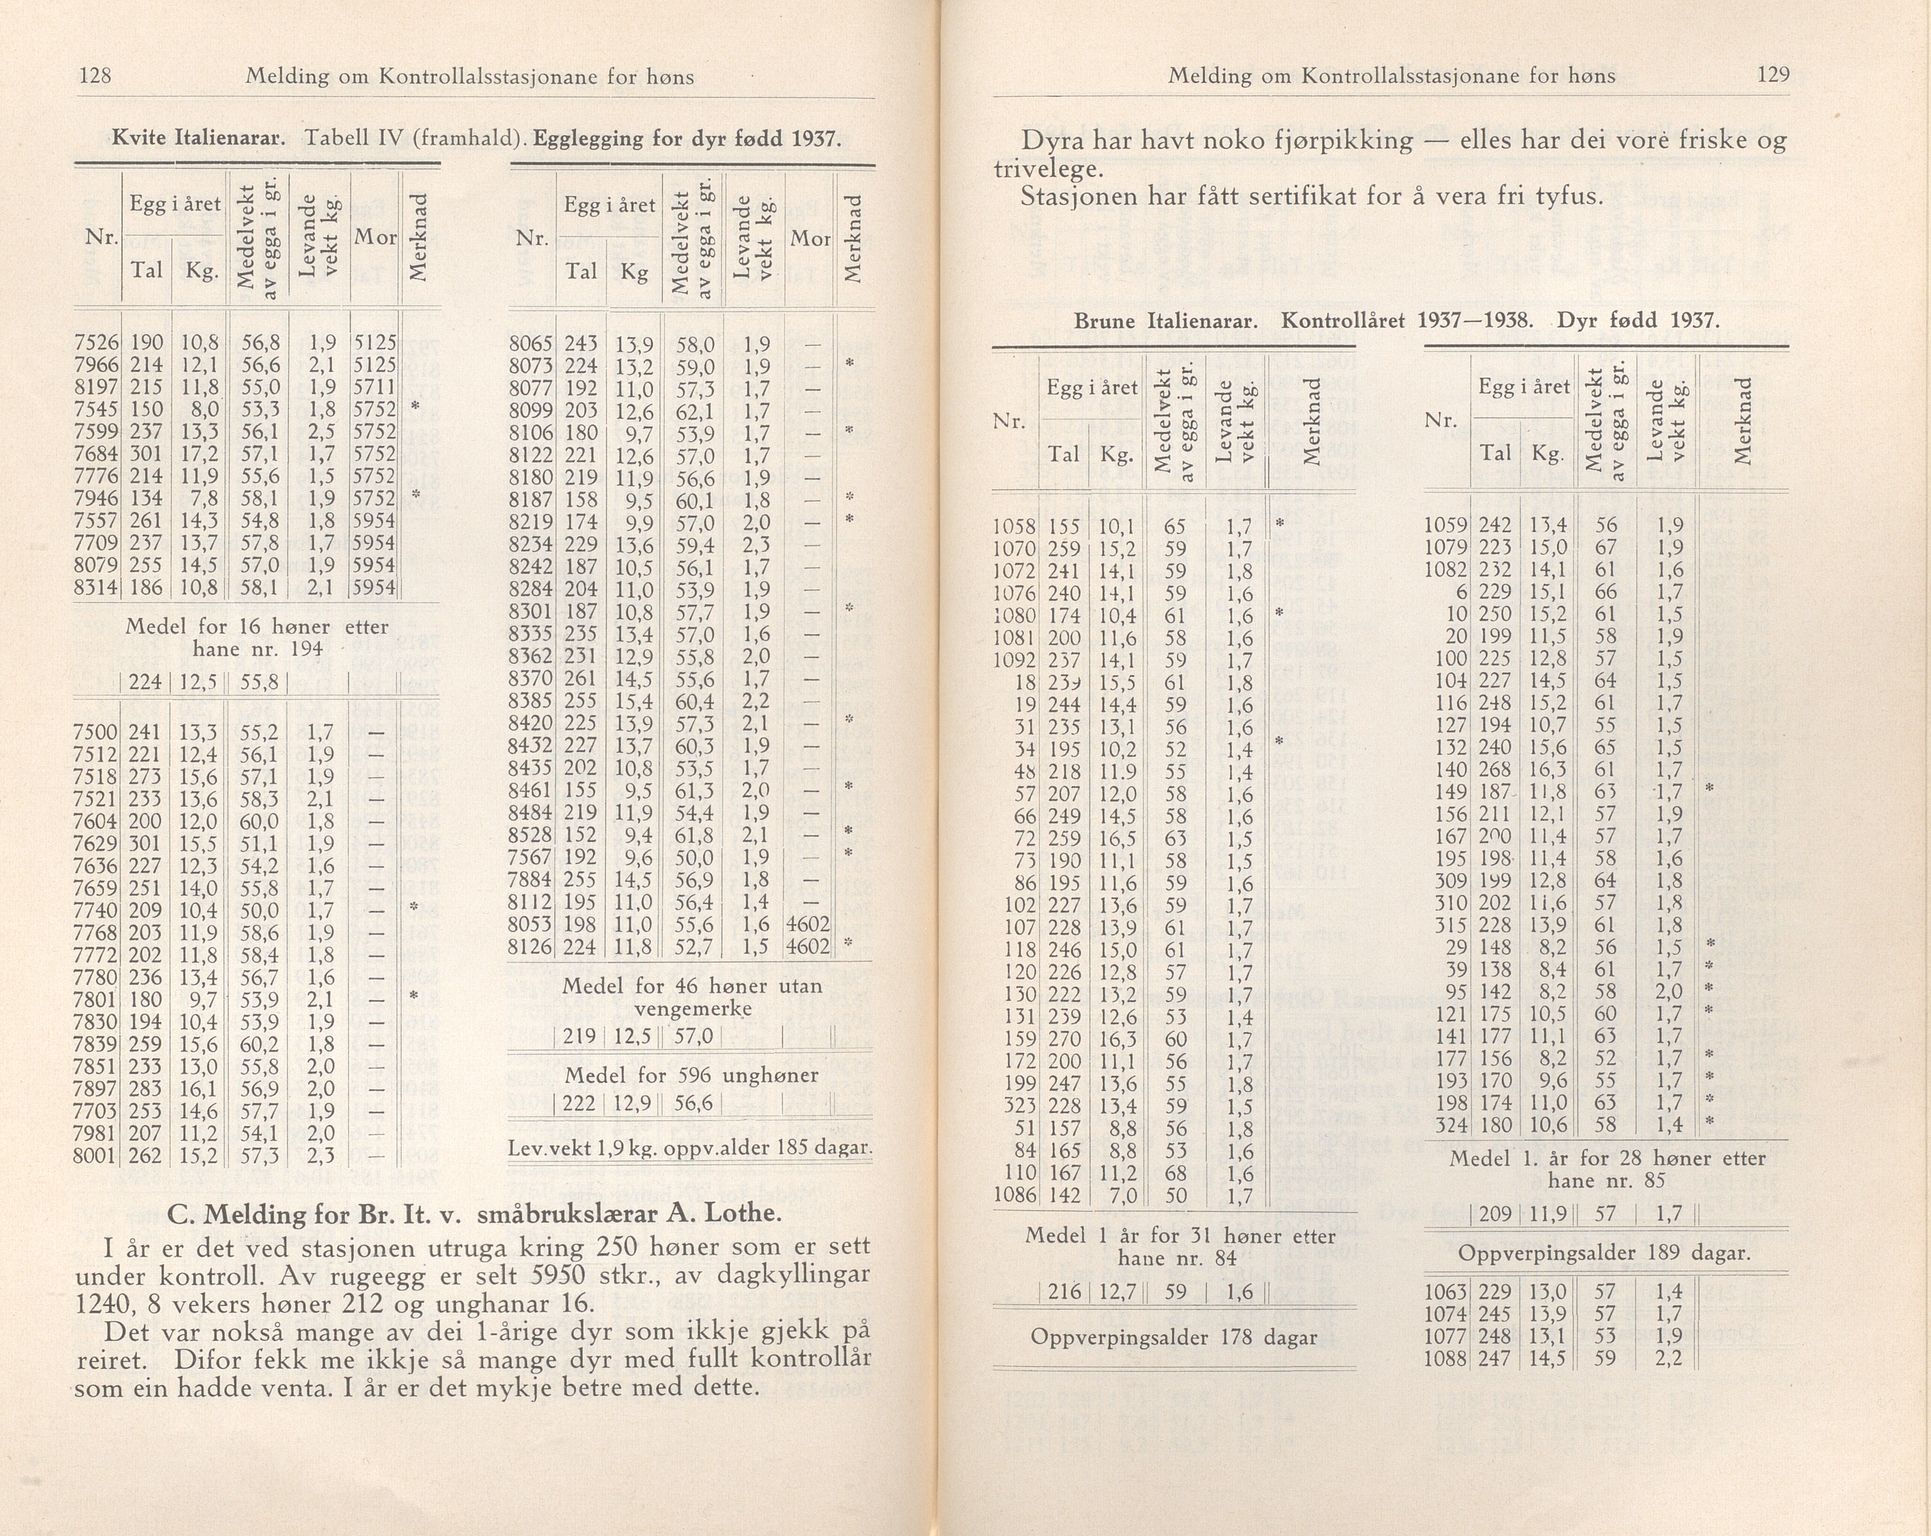 128 Melding om Kontrollalsstasjonane for høns
Kvite Italienarar. Tabell IV (framhald). Egglegging for dyr fødd 1937.
Nr. Egg i året Tal Kg. Medelvekt av egga i gr. Levande vekt kg. Mor Merknad
7526 190 10,8 56,8 1,9 5125
7966 214 12,1 56,6 2,1 5125
8197 215 11,8 55,0 1,9 5711
7545 150 8,0 53,3 1,8 5752 *
7599 237 13,3 56,1 2,5 5752
7684 301 17,2 57,1 1,7 5752
7776 214 11,9 55,6 1,5 5752
7946 134 7,8 58,1 1,9 5752 *
7557 261 14,3 54,8 1,8 5954
7709 237 13,7 57,8 1,7 5954
8079 255 14,5 57,0 1,9 5954
8314 186 10,8 58,1 2,1 5954
Medel for 16 høner etter
hane nr. 194
224 12,5 55,8
7500 241 13,3 55,2 1,7 —
7512 221 12,4 56,1 1,9 —
7518 273 15,6 57,1 1,9 —
7521 233 13,6 58,3 2,1 —
7604 200 12,0 60,0 1,8 —
7629 301 15,5 51,1 1,9 —
7636 227 12,3 54,2 1,6 —
7659 251 14,0 55,8 1,7 —
7740 209 10,4 50,0 1,7 — *
7768 203 11,9 58,6 1,9 —
7772 202 11,8 58,4 1,8 —
7780 236 13,4 56,7 1,6 —
7801 180 9,7 53,9 2,1 — *
7830 194 10,4 53,9 1,9 —
7839 259 15,6 60,2 1,8 —
7851 233 13,0 55,8 2,0 —
7897 283 16,1 56,9 2,0 —
7703 253 14,6 57,7 1,9 —
7981 207 11,2 54,1 2,0 —
8001 262 15,2 57,3 2,3 —
Nr. Egg i året Tal Kg Medelvekt av egga i gr. Levande vekt kg. Mor Merknad
8065 243 13,9 58,0 1,9 —
8073 224 13,2 59,0 1,9 — *
8077 192 11,0 57,3 1,7 —
8099 203 12,6 62,1 1,7 —
8106 180 9,7 53,9 1,7 — *
8122 221 12,6 57,0 1,7 —
8180 219 11,9 56,6 1,9 —
8187 158 9,5 60,1 1,8 — *
8219 174 9,9 57,0 2,0 — *
8234 229 13,6 59,4 2,3 —
8242 187 10,5 56,1 1,7 —
8284 204 11,0 53,9 1,9 —
8301 187 10,8 57,7 1,9 — *
8335 235 13,4 57,0 1,6 —
8362 231 12,9 55,8 2,0 —
8370 261 14,5 55,6 1,7 —
8385 255 15,4 60,4 2,2 —
8420 225 13,9 57,3 2,1 — *
8432 227 13,7 60,3 1,9 —
8435 202 10,8 53,5 1,7 —
8461 155 9,5 61,3 2,0 — *
8484 219 11,9 54,4 1,9 —
8528 152 9,4 61,8 2,1 — *
7567 192 9,6 50,0 1,9 — *
7884 255 14,5 56,9 1,8 —
8112 195 11,0 56,4 1,4 —
8053 198 11,0 55,6 1,6 4602
8126 224 11,8 52,7 1,5 4602 *
Medel for 46 høner utan
vengemerke
219 12,5 57,0
Medel for 596 unghøner
222 12,9 56,6
Lev.vekt 1,9 kg. oppv.alder 185 dagar.
C. Melding for Br. It. v. småbrukslærar A. Lothe.
I år er det ved stasjonen utruga kring 250 høner som er sett
under kontroll. Av rugeegg er selt 5950 stkr., av dagkyllingar
1240, 8 vekers høner 212 og unghanar 16.
Det var nokså mange av dei 1-årige dyr som ikkje gjekk på
reiret. Difor fekk me ikkje så mange dyr med fullt kontrollår
som ein hadde venta. I år er det mykje betre med dette.
Melding om Kontrollalsstasjonane for høns 129
Dyra har havt noko fjørpikking — elles har dei vore friske og
trivelege.
Stasjonen har fått sertifikat for å vera fri tyfus.
Brune Italienarar. Kontrollåret 1937—1938. Dyr fødd 1937.
Nr. Egg i året Tal Kg. Medelvekt av egga i gr. Levande vekt kg. Merknad
1058 155 10,1 65 1,7 *
1070 259 15,2 59 1,7
1072 241 14,1 59 1,8
1076 240 14,1 59 1,6
1080 174 10,4 61 1,6 *
1081 200 11,6 58 1,6
1092 237 14,1 59 1,7
18 239 15,5 61 1,8
19 244 14,4 59 1,6
31 235 13,1 56 1,6
34 195 10,2 52 1,4 *
48 218 11.9 55 1,4
57 207 12,0 58 1,6
66 249 14,5 58 1,6
72 259 16,5 63 1,5
73 190 11,1 58 1,5
86 195 11,6 59 1,6
102 227 13,6 59 1,7
107 228 13,9 61 1,7
118 246 15,0 61 1,7
120 226 12,8 57 1,7
130 222 13,2 59 1,7
131 239 12,6 53 1,4
159 270 16,3 60 1,7
172 200 11,1 56 1,7
199 247 13,6 55 1,8
323 228 13,4 59 1,5
51 157 8,8 56 1,8
84 165 8,8 53 1,6
110 167 11,2 68 1,6
1086 142 7,0 50 1,7
Medel 1 år for 31 høner etter
hane nr. 84
216 12,7 59 1,6
Oppverpingsalder 178 dagar
Nr. Egg i året Tal Kg. Medelvekt av egga i gr. Levande vekt kg. Merknad
1059 242 13,4 56 1,9
1079 223 15,0 67 1,9
1082 232 14,1 61 1,6
6 229 15,1 66 1,7
10 250 15,2 61 1,5
20 199 11,5 58 1,9
100 225 12,8 57 1,5
104 227 14,5 64 1,5
116 248 15,2 61 1,7
127 194 10,7 55 1,5
132 240 15,6 65 1,5
140 268 16,3 61 1,7
149 187 11,8 63 1,7 *
156 211 12,1 57 1,9
167 200 11,4 57 1,7
195 198 11,4 58 1,6
309 199 12,8 64 1,8
310 202 11,6 57 1,8
315 228 13,9 61 1,8
29 148 8,2 56 1,5 *
39 138 8,4 61 1,7 *
95 142 8,2 58 2,0 *
121 175 10,5 60 1,7 *
141 177 11,1 63 1,7
177 156 8,2 52 1,7 *
193 170 9,6 55 1,7 *
198 174 11,0 63 1,7 *
324 180 10,6 58 1,4 *
Medel 1. år for 28 høner etter
hane nr. 85
209 11,9 57 1,7
Oppverpingsalder 189 dagar.
1063 229 13,0 57 1,4
1074 245 13,9 57 1,7
1077 248 13,1 53 1,9
1088 247 14,5 59 2,2